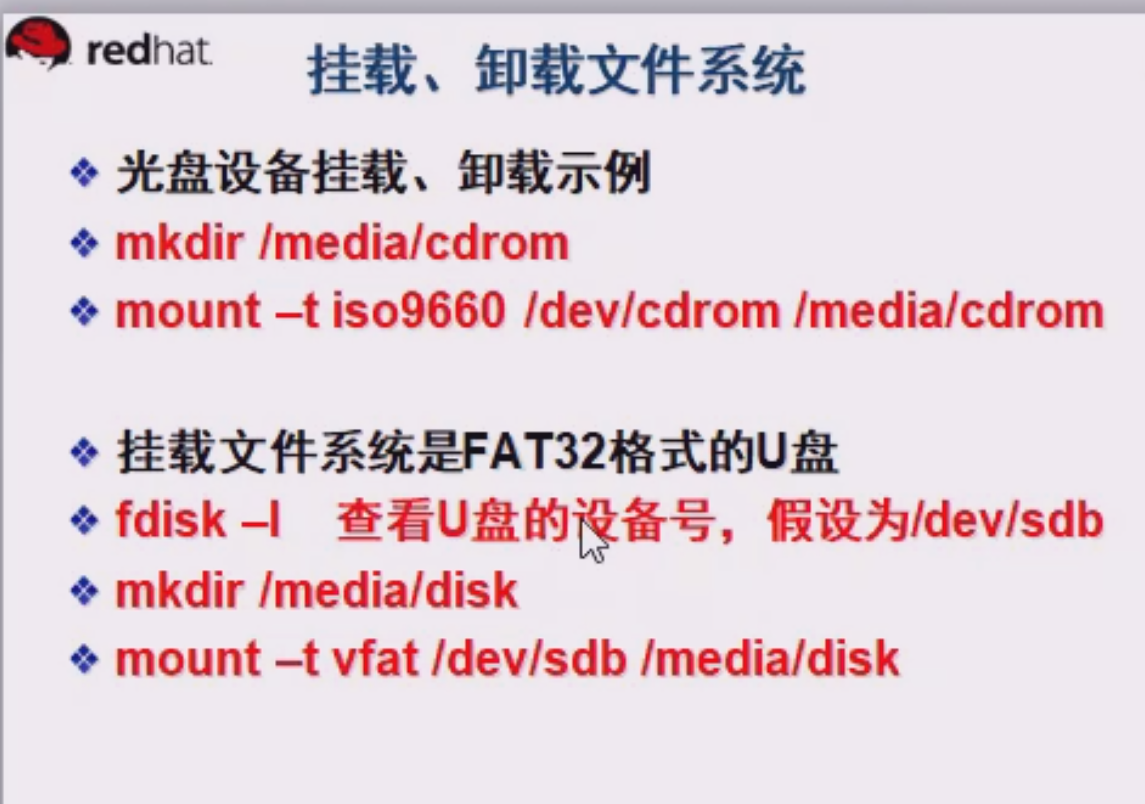 redhat.
挂载、卸载文件系统
光盘设备挂载、卸载示例
mkdir /media/cdrom
mount –t iso9660 /dev/cdrom /media/cdrom
挂载文件系统是FAT32格式的U盘
fdisk –l 查看U盘的设备号，假设为/dev/sdb
mkdir /media/disk
mount –t vfat /dev/sdb /media/disk